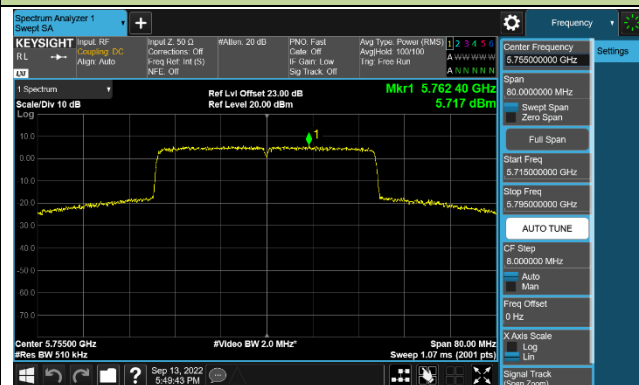 Spectrum Analyzer 1
Swept SA
+
Frequency
KEYSIGHT
RL
LXI
Input: RF
Coupling: DC
Align: Auto
Input Z: 50 Ω
Corrections: Off
Freq Ref: Int (S)
NFE: Off
#Atten: 20 dB
PNO: Fast
Gate: Off
IF Gain: Low
Sig Track: Off
Avg Type: Power (RMS)
Avg|Hold: 100/100
Trig: Free Run
1 2 3 4 5 6
A W W W W W
A N N N N N
1 Spectrum
Scale/Div 10 dB
Log
Ref Lvl Offset 23.00 dB
Ref Level 20.00 dBm
Mkr1 5.762 40 GHz
5.717 dBm
1
10.0
0.00
-10.0
-20.0
-30.0
-40.0
-50.0
-60.0
-70.0
Center 5.75500 GHz
#Res BW 510 kHz
#Video BW 2.0 MHz*
Span 80.00 MHz
Sweep 1.07 ms (2001 pts)
Center Frequency
5.755000000 GHz
Settings
Span
80.0000000 MHz
Swept Span
Zero Span
Full Span
Start Freq
5.715000000 GHz
Stop Freq
5.795000000 GHz
AUTO TUNE
CF Step
8.000000 MHz
Auto
Man
Freq Offset
0 Hz
X Axis Scale
Log
Lin
Signal Track
(Span Zoom)
?
Sep 13, 2022
5:49:43 PM